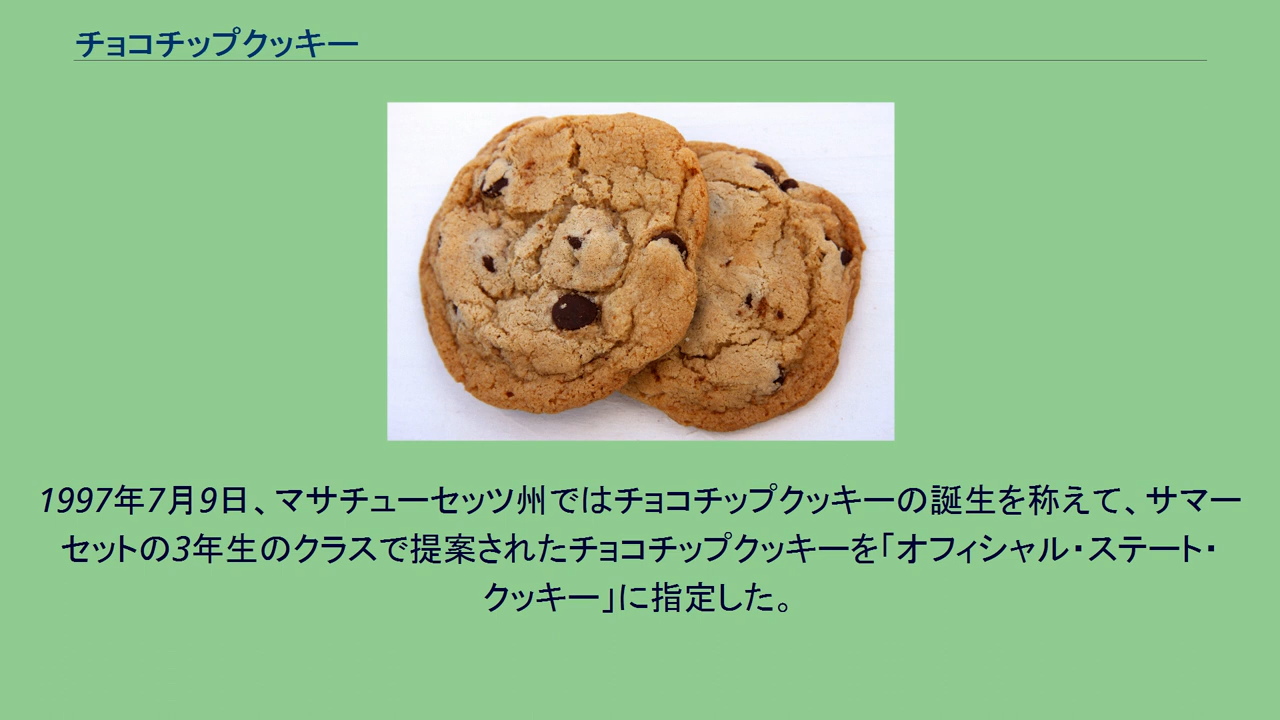 チョコチップクッキー
1997年7月9日、マサチューセッツ州ではチョコチップクッキーの誕生を称えて、サマー
セットの3年生のクラスで提案されたチョコチップクッキーを「オフィシャル・ステート・
クッキー」に指定した。